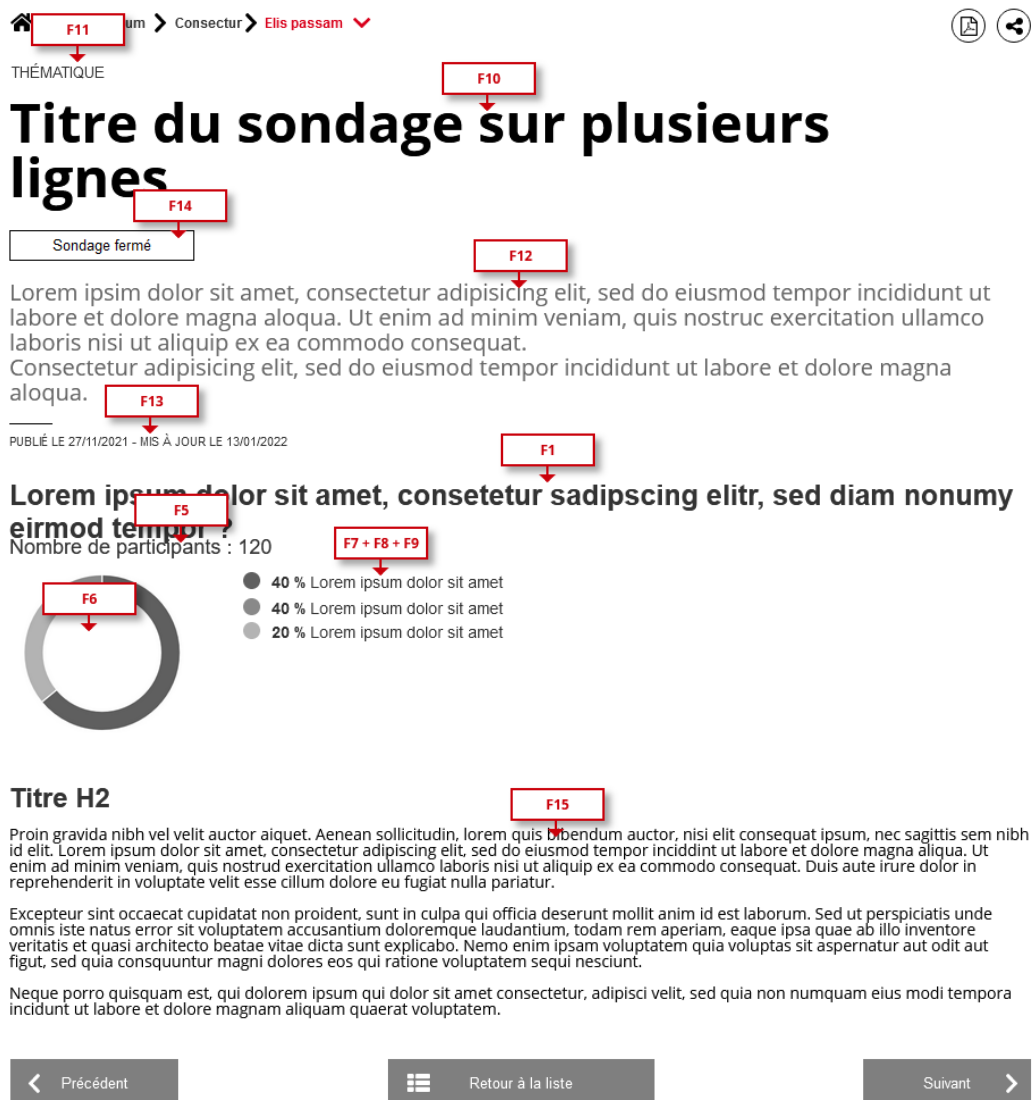 F11
um Consectur Elis passam
THÉMATIQUE
F10
Titre du sondage sur plusieurs
lignes
F14
Sondage fermé
F12
Lorem ipsim dolor sit amet, consectetur adipisicing elit, sed do eiusmod tempor incididunt ut
labore et dolore magna aloqua. Ut enim ad minim veniam, quis nostruc exercitation ullamco
laboris nisi ut aliquip ex ea commodo consequat.
Consectetur adipisicing elit, sed do eiusmod tempor incididunt ut labore et dolore magna
aloqua.
F13
PUBLIÉ LE 27/11/2021 - MIS À JOUR LE 13/01/2022
F1
Lorem ipsum dolor sit amet, consetetur sadipscing elitr, sed diam nonumy
eirmod tempor ?
F5
Nombre de participants : 120
F7 + F8 + F9
F6
40 % Lorem ipsum dolor sit amet
40 % Lorem ipsum dolor sit amet
20 % Lorem ipsum dolor sit amet
Titre H2
F15
Proin gravida nibh vel velit auctor aiquet. Aenean sollicitudin, lorem quis bibendum auctor, nisi elit consequat ipsum, nec sagittis sem nibh
id elit. Lorem ipsum dolor sit amet, consectetur adipiscing elit, sed do eiusmod tempor inciddint ut labore et dolore magna aliqua. Ut
enim ad minim veniam, quis nostrud exercitation ullamco laboris nisi ut aliquip ex ea commodo consequat. Duis aute irure dolor in
reprehenderit in voluptate velit esse cillum dolore eu fugiat nulla pariatur.
Excepteur sint occaecat cupidatat non proident, sunt in culpa qui officia deserunt mollit anim id est laborum. Sed ut perspiciatis unde
omnis iste natus error sit voluptatem accusantium doloremque laudantium, todam rem aperiam, eaque ipsa quae ab illo inventore
veritatis et quasi architecto beatae vitae dicta sunt explicabo. Nemo enim ipsam voluptatem quia voluptas sit aspernatur aut odit aut
figut, sed quia consquuntur magni dolores eos qui ratione voluptatem sequi nesciunt.
Neque porro quisquam est, qui dolorem ipsum qui dolor sit amet consectetur, adipisci velit, sed quia non numquam eius modi tempora
incidunt ut labore et dolore magnam aliquam quaerat voluptatem.
Précédent
Retour à la liste
Suivant